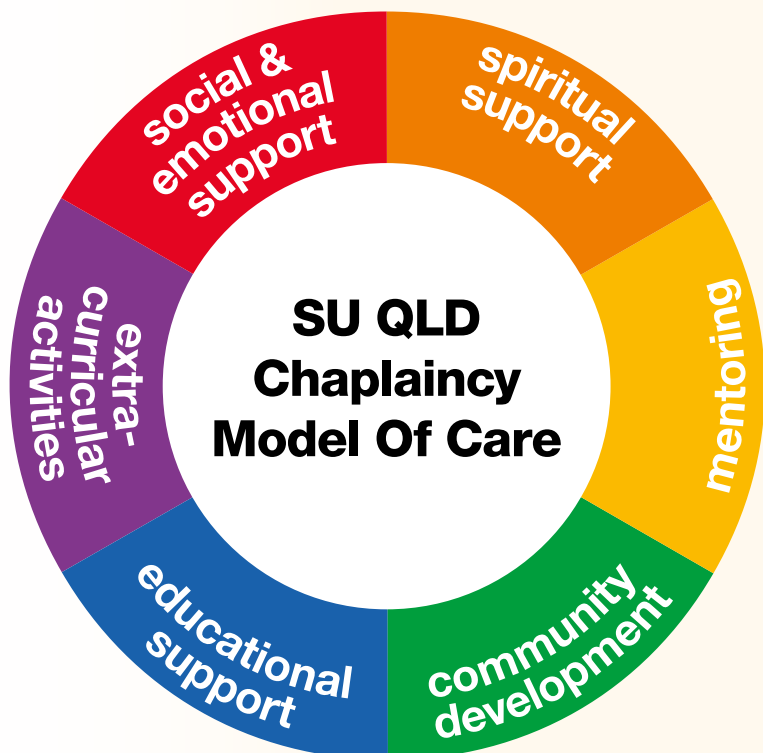 SU QLD
Chaplaincy
Model Of Care
social &
emotional
support
spiritual
support
mentoring
community
development
educational
support
extra-
curricular
activities